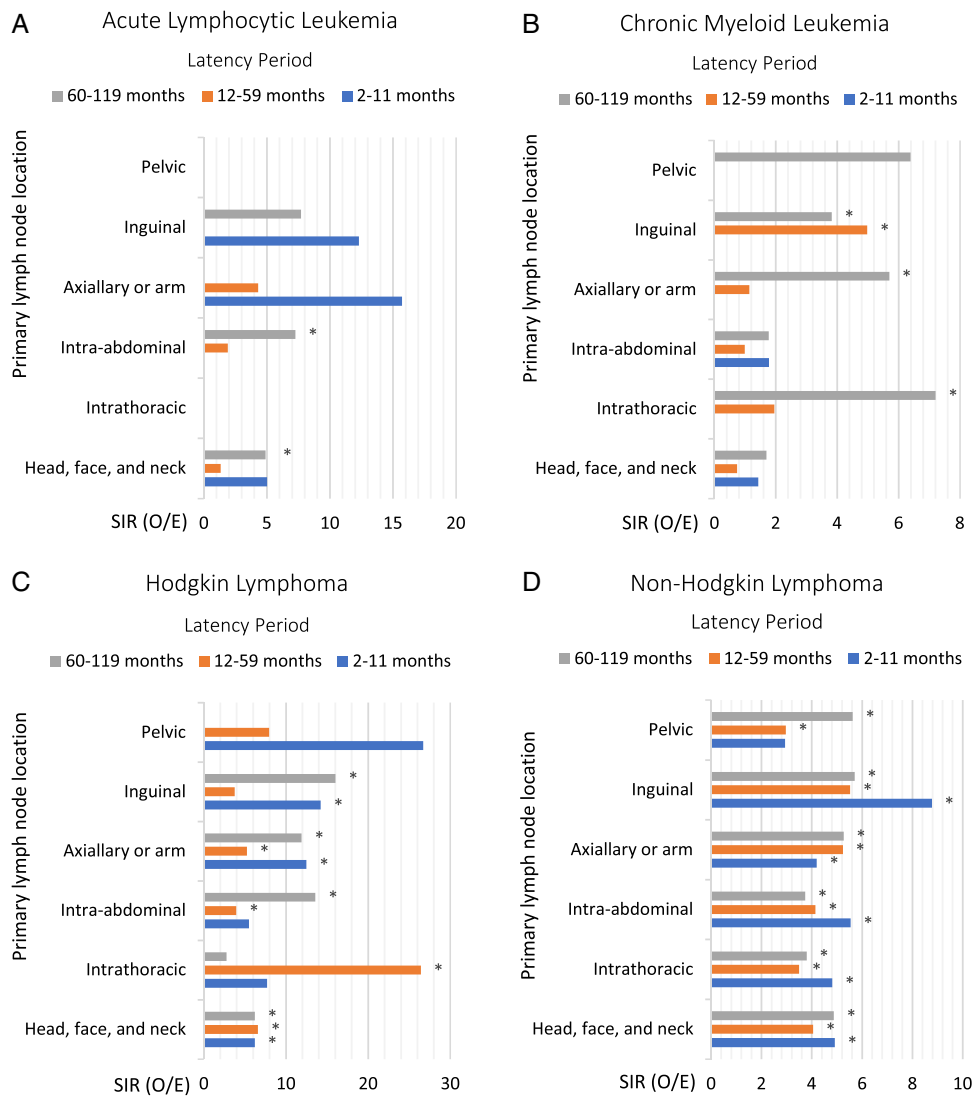 A
Acute Lymphocytic Leukemia
Latency Period
60-119 months 12-59 months 2-11 months
Primary lymph node location
Pelvic
Inguinal
Axiallary or arm
Intra-abdominal
*
Intrathoracic
Head, face, and neck
*
SIR (O/E) 0 5 10 15 20
B
Chronic Myeloid Leukemia
Latency Period
60-119 months 12-59 months 2-11 months
Primary lymph node location
Pelvic
Inguinal
*
*
Axiallary or arm
*
Intra-abdominal
Intrathoracic
*
Head, face, and neck
SIR (O/E) 0 2 4 6 8
C
Hodgkin Lymphoma
Latency Period
60-119 months 12-59 months 2-11 months
Primary lymph node location
Pelvic
Inguinal
*
*
Axiallary or arm
*
*
*
Intra-abdominal
*
*
Intrathoracic
*
Head, face, and neck
*
*
*
SIR (O/E) 0 10 20 30
D
Non-Hodgkin Lymphoma
Latency Period
60-119 months 12-59 months 2-11 months
Primary lymph node location
Pelvic
*
*
Inguinal
*
*
*
Axiallary or arm
*
*
*
Intra-abdominal
*
*
*
Intrathoracic
*
*
*
Head, face, and neck
*
*
*
SIR (O/E) 0 2 4 6 8 10